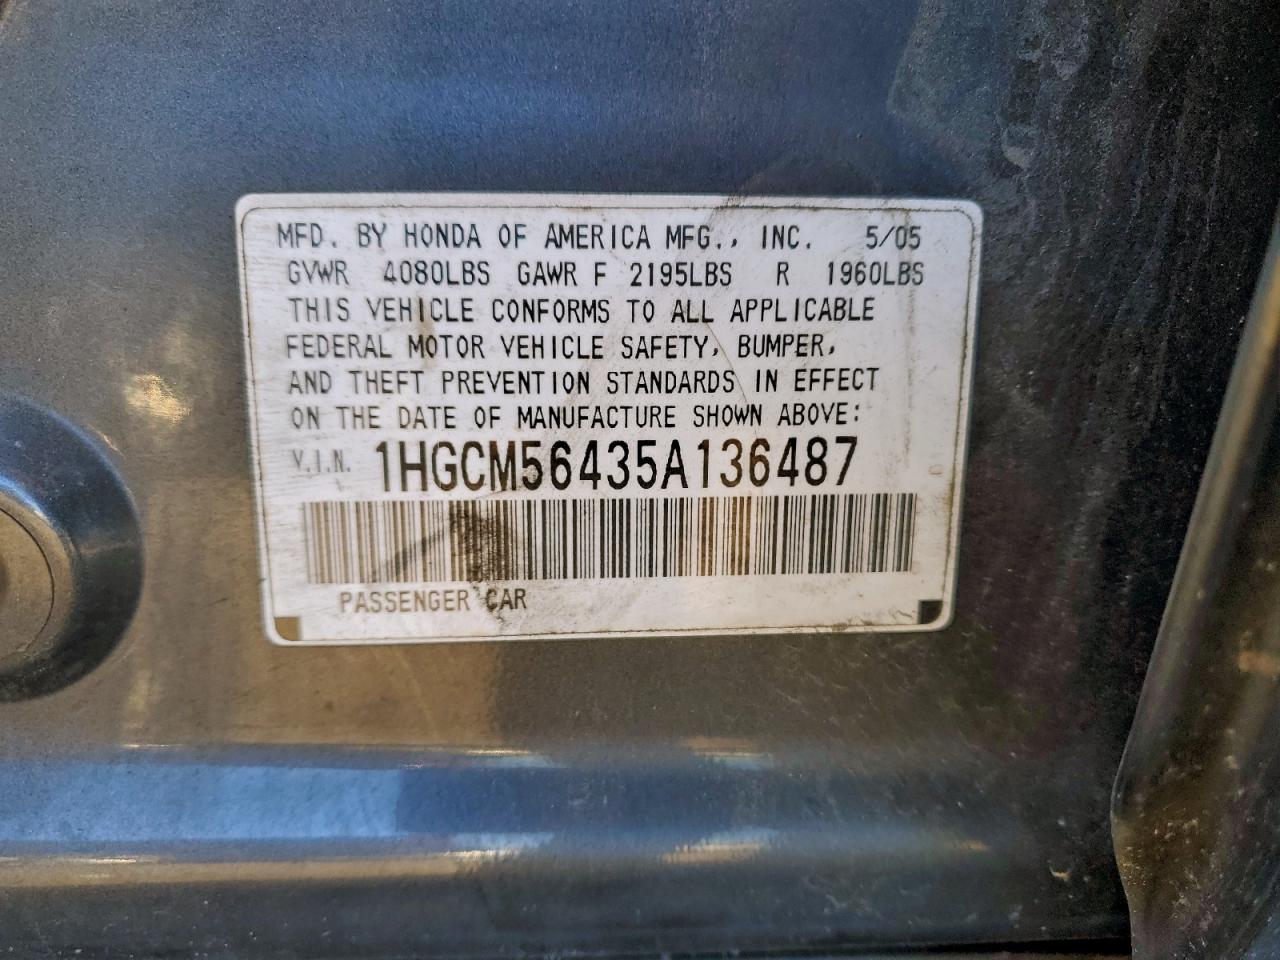 MFD. BY HONDA OF AMERICA MFG., INC. 5/05
GVWR 4080LBS GAWR F 2195LBS R 1960LBS
THIS VEHICLE CONFORMS TO ALL APPLICABLE
FEDERAL MOTOR VEHICLE SAFETY, BUMPER,
AND THEFT PREVENTION STANDARDS IN EFFECT
ON THE DATE OF MANUFACTURE SHOWN ABOVE:
V.I.N. 1HGCM56435A136487
PASSENGER CAR